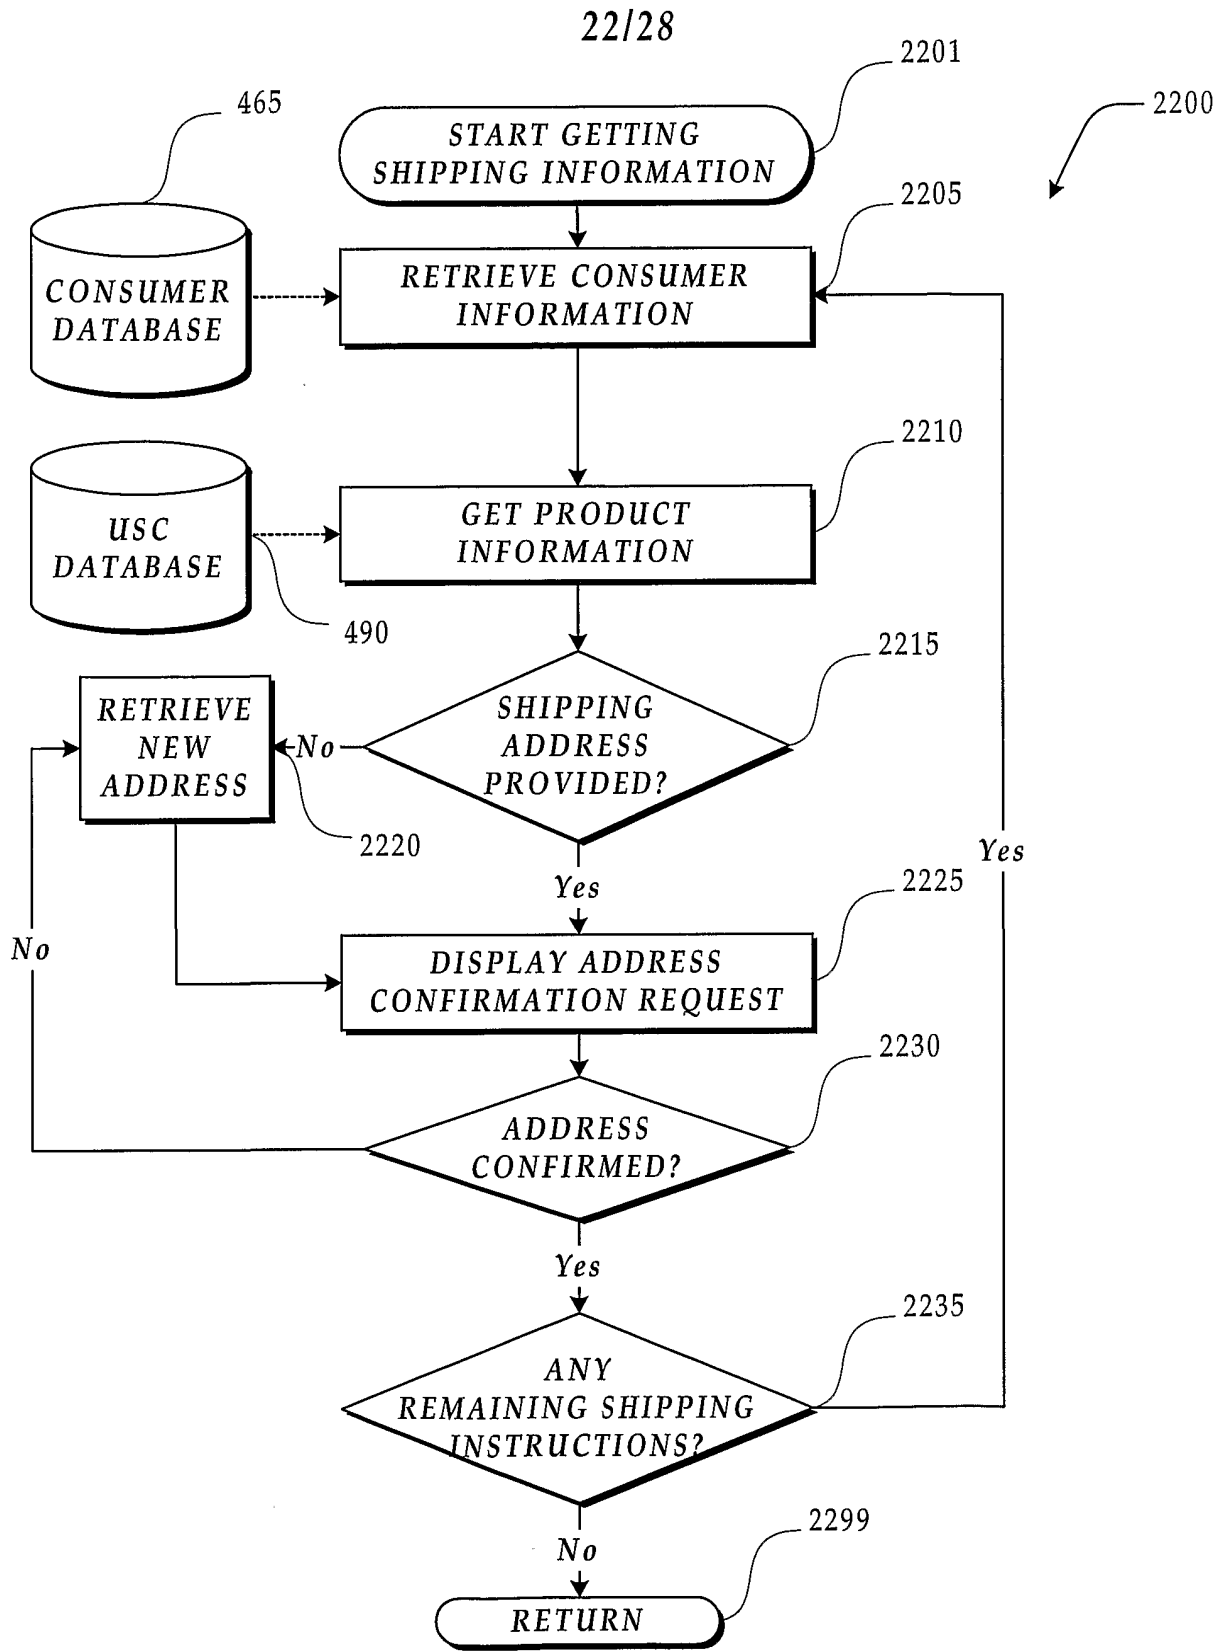 22/28
2201
2200
465
START GETTING
SHIPPING INFORMATION
2205
CONSUMER
DATABASE
RETRIEVE CONSUMER
INFORMATION
2210
USC
DATABASE
GET PRODUCT
INFORMATION
490
2215
RETRIEVE
NEW
ADDRESS
No
SHIPPING
ADDRESS
PROVIDED?
2220
Yes
Yes
2225
No
DISPLAY ADDRESS
CONFIRMATION REQUEST
2230
ADDRESS
CONFIRMED?
Yes
2235
ANY
REMAINING SHIPPING
INSTRUCTIONS?
No
2299
RETURN